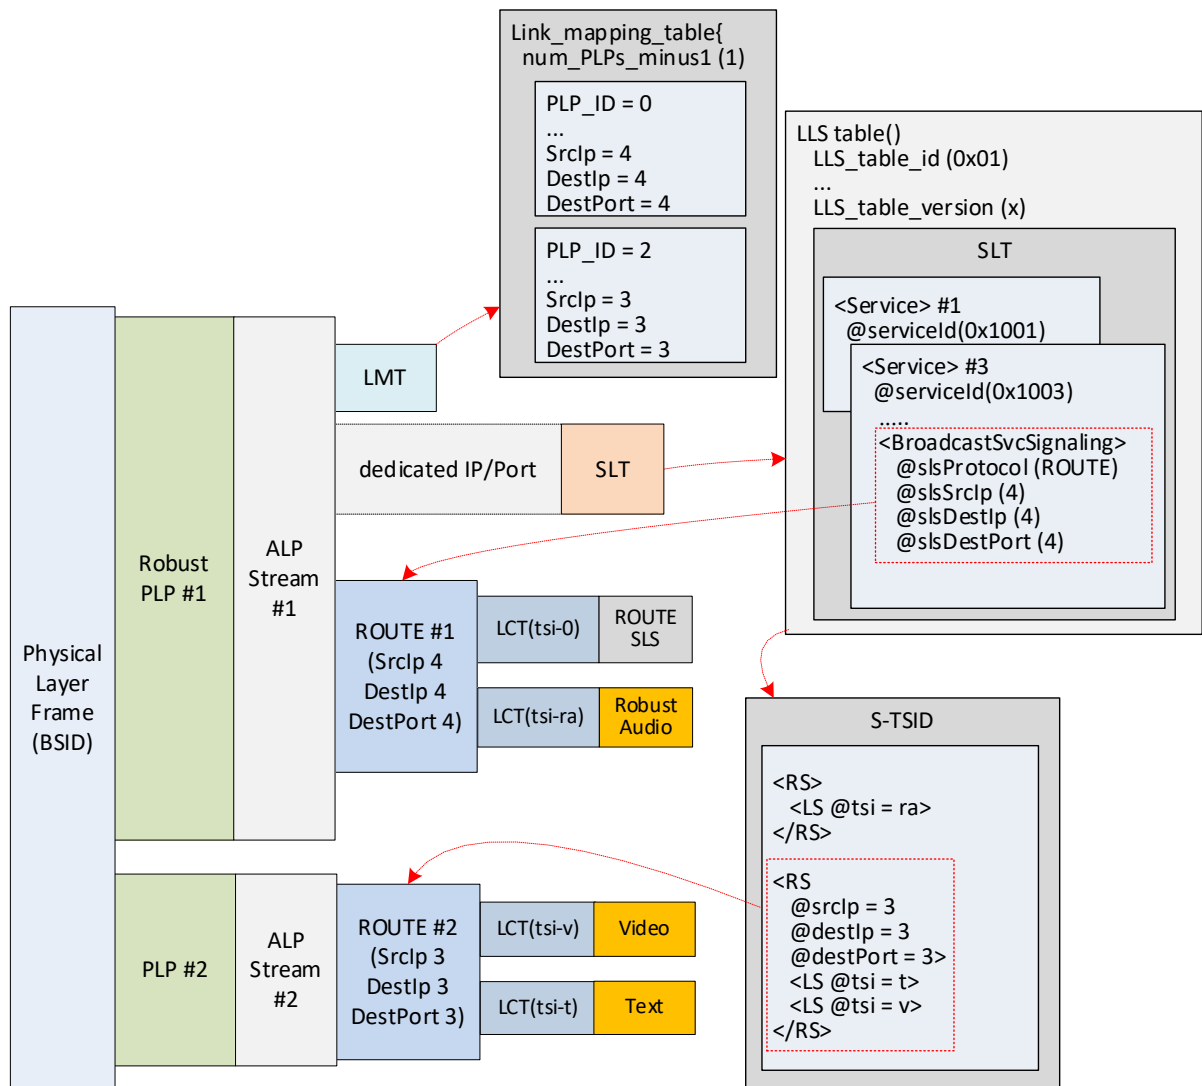 Link_mapping_table{
num_PLPs_minus1 (1)
PLP_ID = 0
...
SrcIp = 4
DestIp = 4
DestPort = 4
PLP_ID = 2
...
SrcIp = 3
DestIp = 3
DestPort = 3
LLS table()
LLS_table_id (0x01)
...
LLS_table_version (x)
SLT
<Service> #1
@serviceId(0x1001)
<Service> #3
@serviceId(0x1003)
.....
<BroadcastSvcSignaling>
@slsProtocol (ROUTE)
@slsSrcIp (4)
@slsDestIp (4)
@slsDestPort (4)
Physical
Layer
Frame
(BSID)
Robust
PLP #1
ALP
Stream
#1
LMT
dedicated IP/Port
SLT
ROUTE #1
(SrcIp 4
DestIp 4
DestPort 4)
LCT(tsi-0)
ROUTE
SLS
LCT(tsi-ra)
Robust
Audio
PLP #2
ALP
Stream
#2
ROUTE #2
(SrcIp 3
DestIp 3
DestPort 3)
LCT(tsi-v)
Video
LCT(tsi-t)
Text
S-TSID
<RS>
<LS @tsi = ra>
</RS>
<RS
@srcIp = 3
@destIp = 3
@destPort = 3>
<LS @tsi = t>
<LS @tsi = v>
</RS>